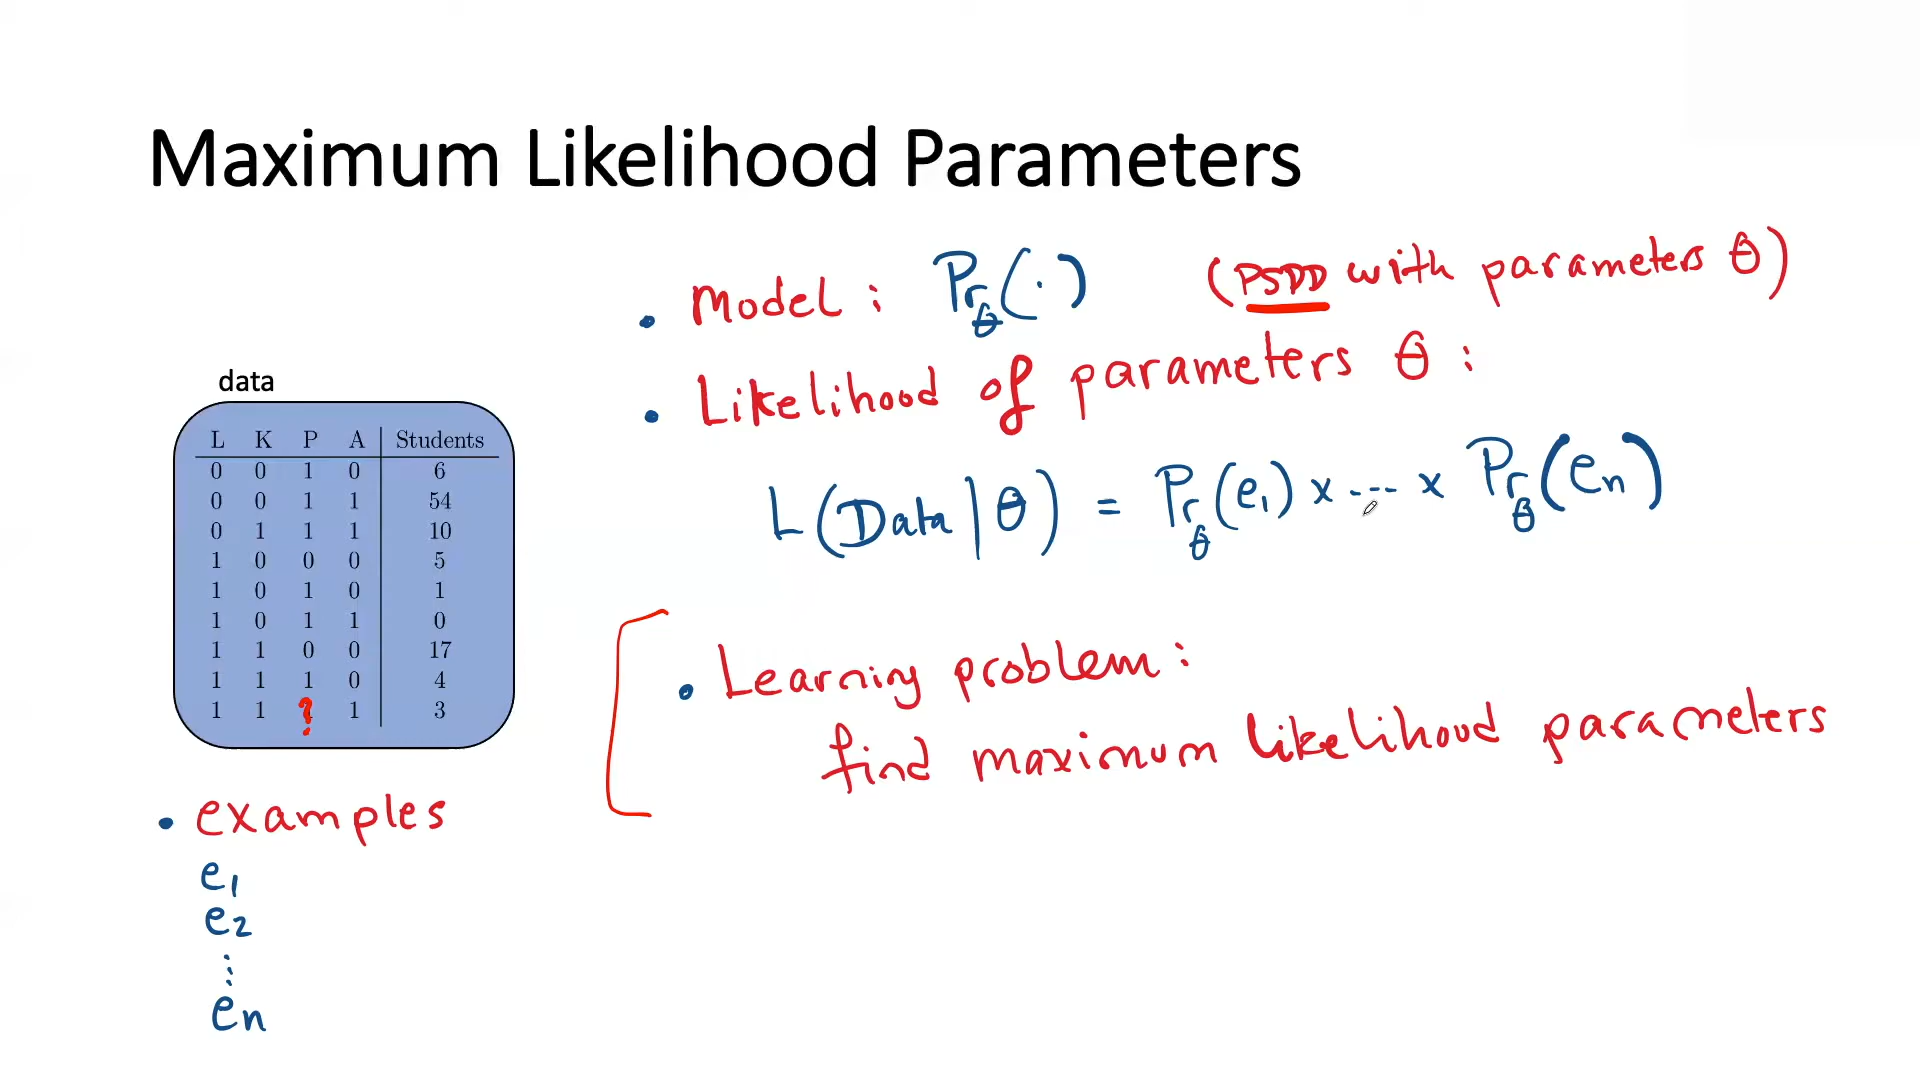 Maximum Likelihood Parameters
• Model : Pr_θ(·) (PSDD with parameters θ)
• Likelihood of parameters θ :
L(Data | θ) = Pr_θ(e₁) x --- x Pr_θ(eₙ)
• Learning problem :
find maximum likelihood parameters
data
L K P A Students
0 0 1 0 6
0 0 1 1 54
0 1 1 1 10
1 0 0 0 5
1 0 1 0 1
1 0 1 1 0
1 1 0 0 17
1 1 1 0 4
1 1 ? 1 3
• examples
e₁
e₂
⋮
eₙ